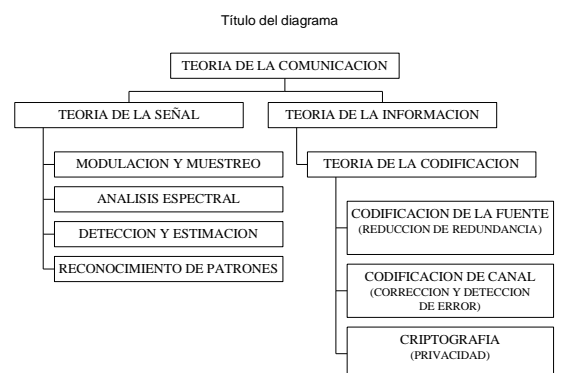 Título del diagrama
TEORIA DE LA COMUNICACION
TEORIA DE LA SEÑAL
TEORIA DE LA INFORMACION
MODULACION Y MUESTREO
ANALISIS ESPECTRAL
DETECCION Y ESTIMACION
RECONOCIMIENTO DE PATRONES
TEORIA DE LA CODIFICACION
CODIFICACION DE LA FUENTE
(REDUCCION DE REDUNDANCIA)
CODIFICACION DE CANAL
(CORRECCION Y DETECCION
DE ERROR)
CRIPTOGRAFIA
(PRIVACIDAD)